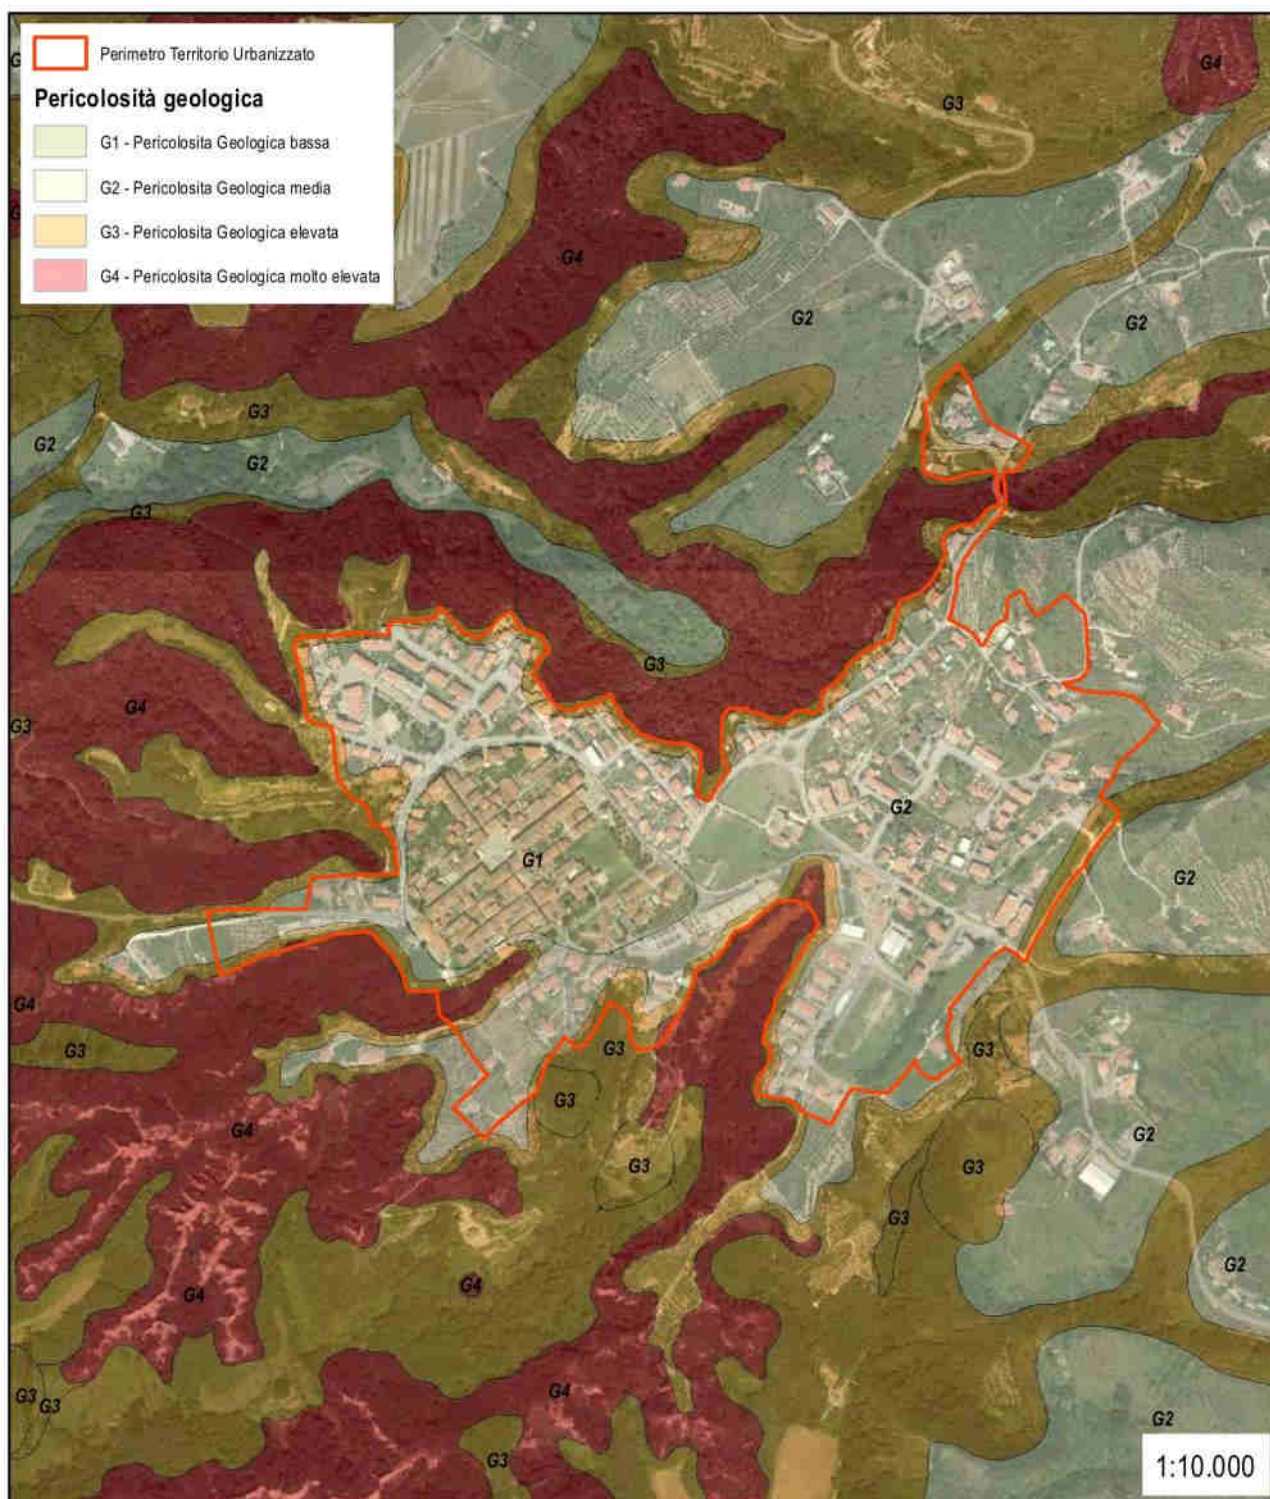 Perimetro Territorio Urbanizzato
Pericolosità geologica
G1 - Pericolosita Geologica bassa
G2 - Pericolosita Geologica media
G3 - Pericolosita Geologica elevata
G4 - Pericolosita Geologica molto elevata
G4
G3
G4
G2
G2
G3
G2
G2
G3
G3
G4
G3
G2
G1
G2
G4
G3
G3
G3
G3
G4
G2
G3
G3
G3
G4
G4
G2
G3
G3
G4
G2
G3
1:10.000